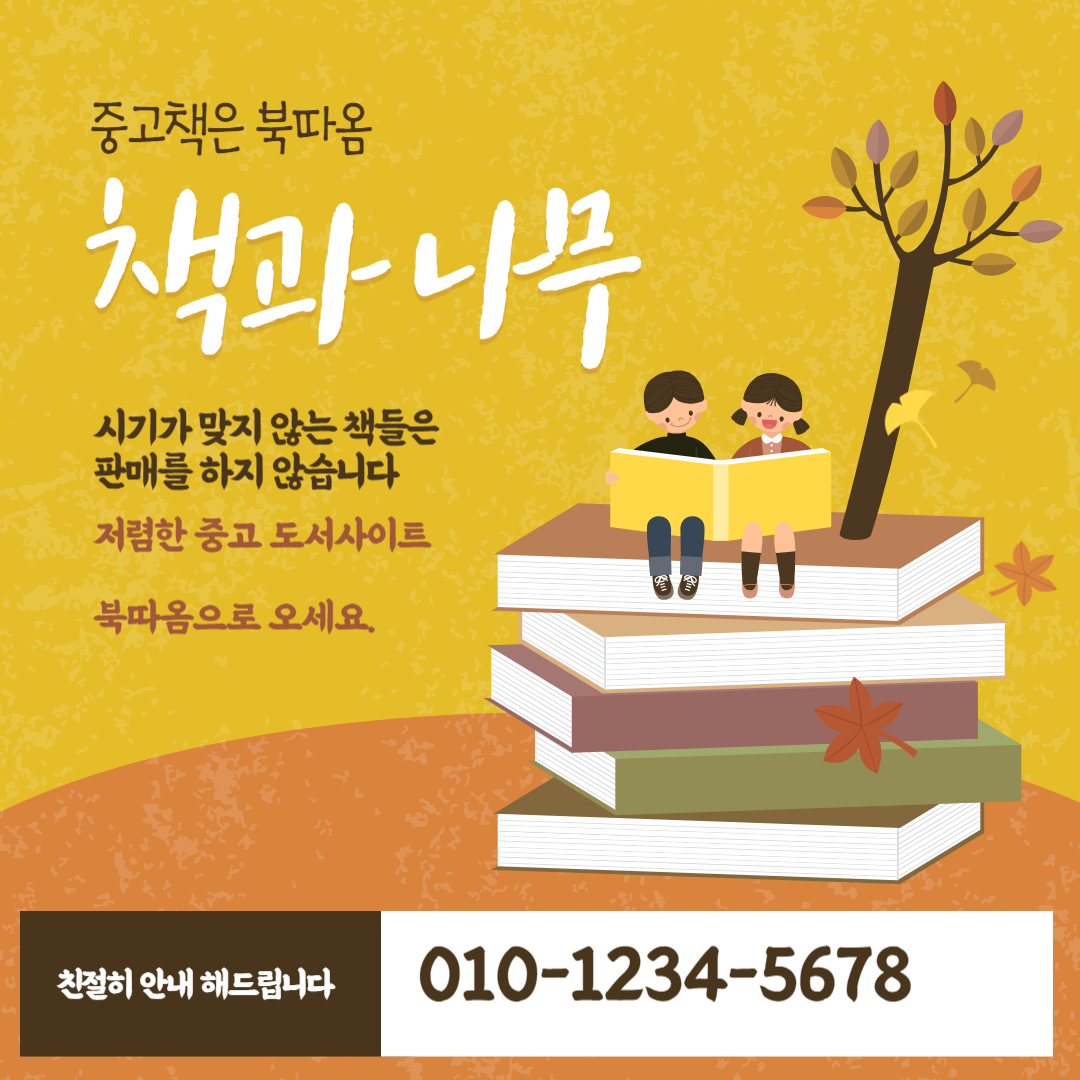 중고책은 북따옴
책과 나무
시기가 맞지 않는 책들은
판매를 하지 않습니다
저렴한 중고 도서사이트
북따옴으로 오세요.
친절히 안내 해드립니다
010-1234-5678